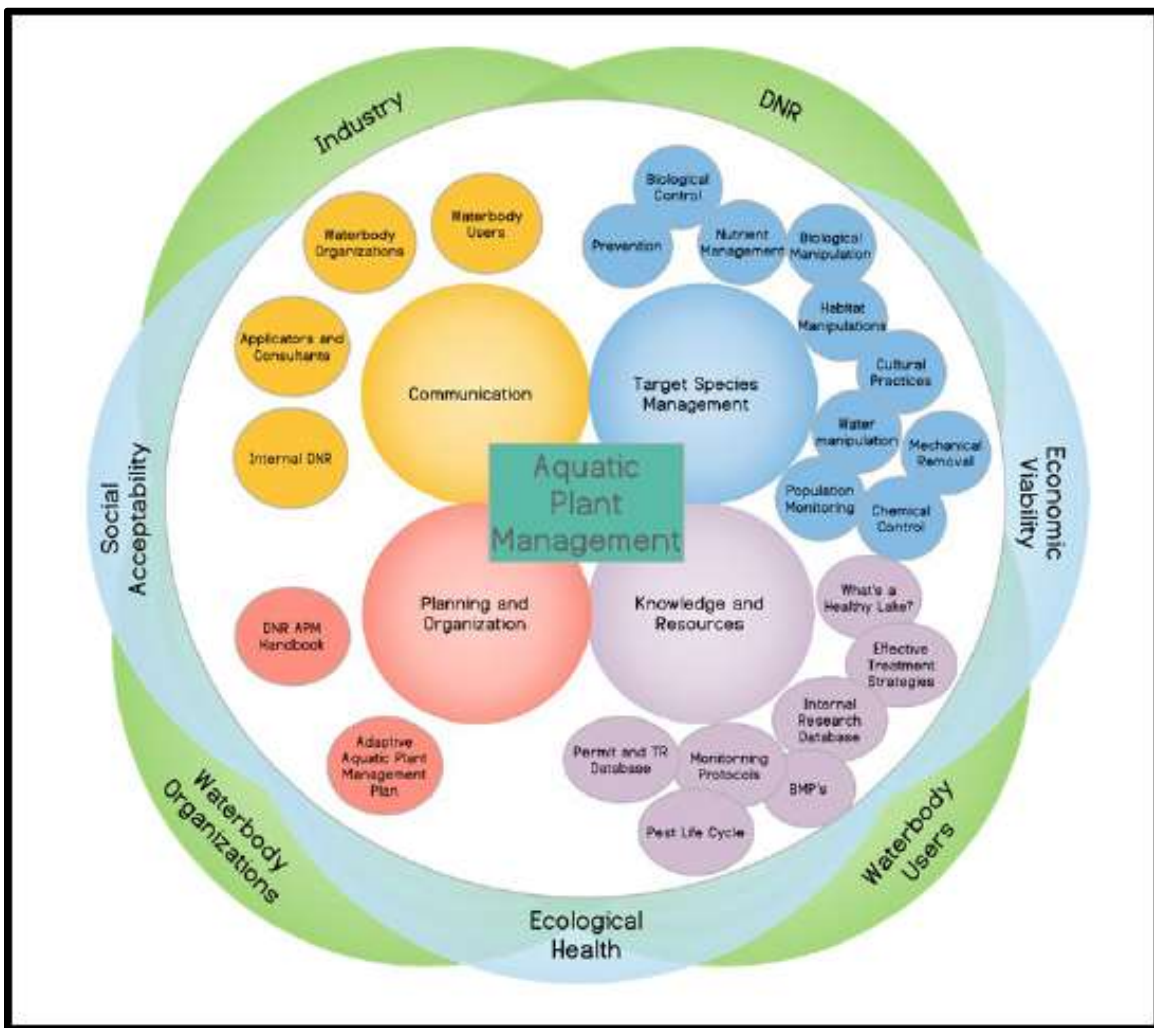 Industry
DNR
Biological
Control
Waterbody
Users
Waterbody
Organizations
Prevention
Nutrient
Management
Biological
Manipulation
Habitat
Manipulations
Applicators and
Consultants
Cultural
Practices
Communication
Target Species
Management
Water
manipulation
Mechanical
Removal
Internal DNR
Aquatic
Plant
Management
Population
Monitoring
Chemical
Control
Social
Acceptability
Economic
Viability
What's a
Healthy Lake?
Planning and
Organization
Knowledge and
Resources
DNR APM
Handbook
Effective
Treatment
Strategies
Internal
Research
Database
Adaptive
Aquatic Plant
Management
Plan
Permit and TR
Database
Monitorning
Protocols
BMP's
Pest Life Cycle
Waterbody
Organizations
Waterbody
Users
Ecological
Health